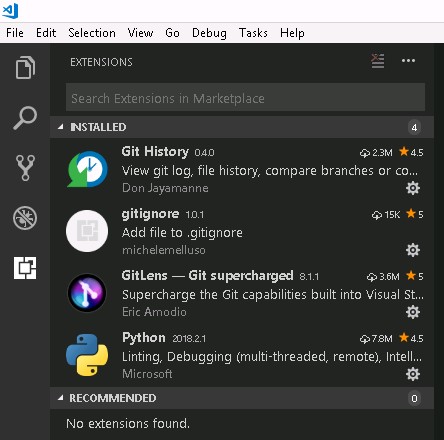 File Edit Selection View Go Debug Tasks Help
EXTENSIONS
Search Extensions in Marketplace
INSTALLED 4
Git History 0.4.0 2.3M 4.5
View git log, file history, compare branches or co...
Don Jayamanne
gitignore 1.0.1 15K 5
Add file to .gitignore
michelemelluso
GitLens — Git supercharged 8.1.1 3.6M 5
Supercharge the Git capabilities built into Visual St...
Eric Amodio
Python 2018.2.1 7.8M 4.5
Linting, Debugging (multi-threaded, remote), Intell...
Microsoft
RECOMMENDED 0
No extensions found.